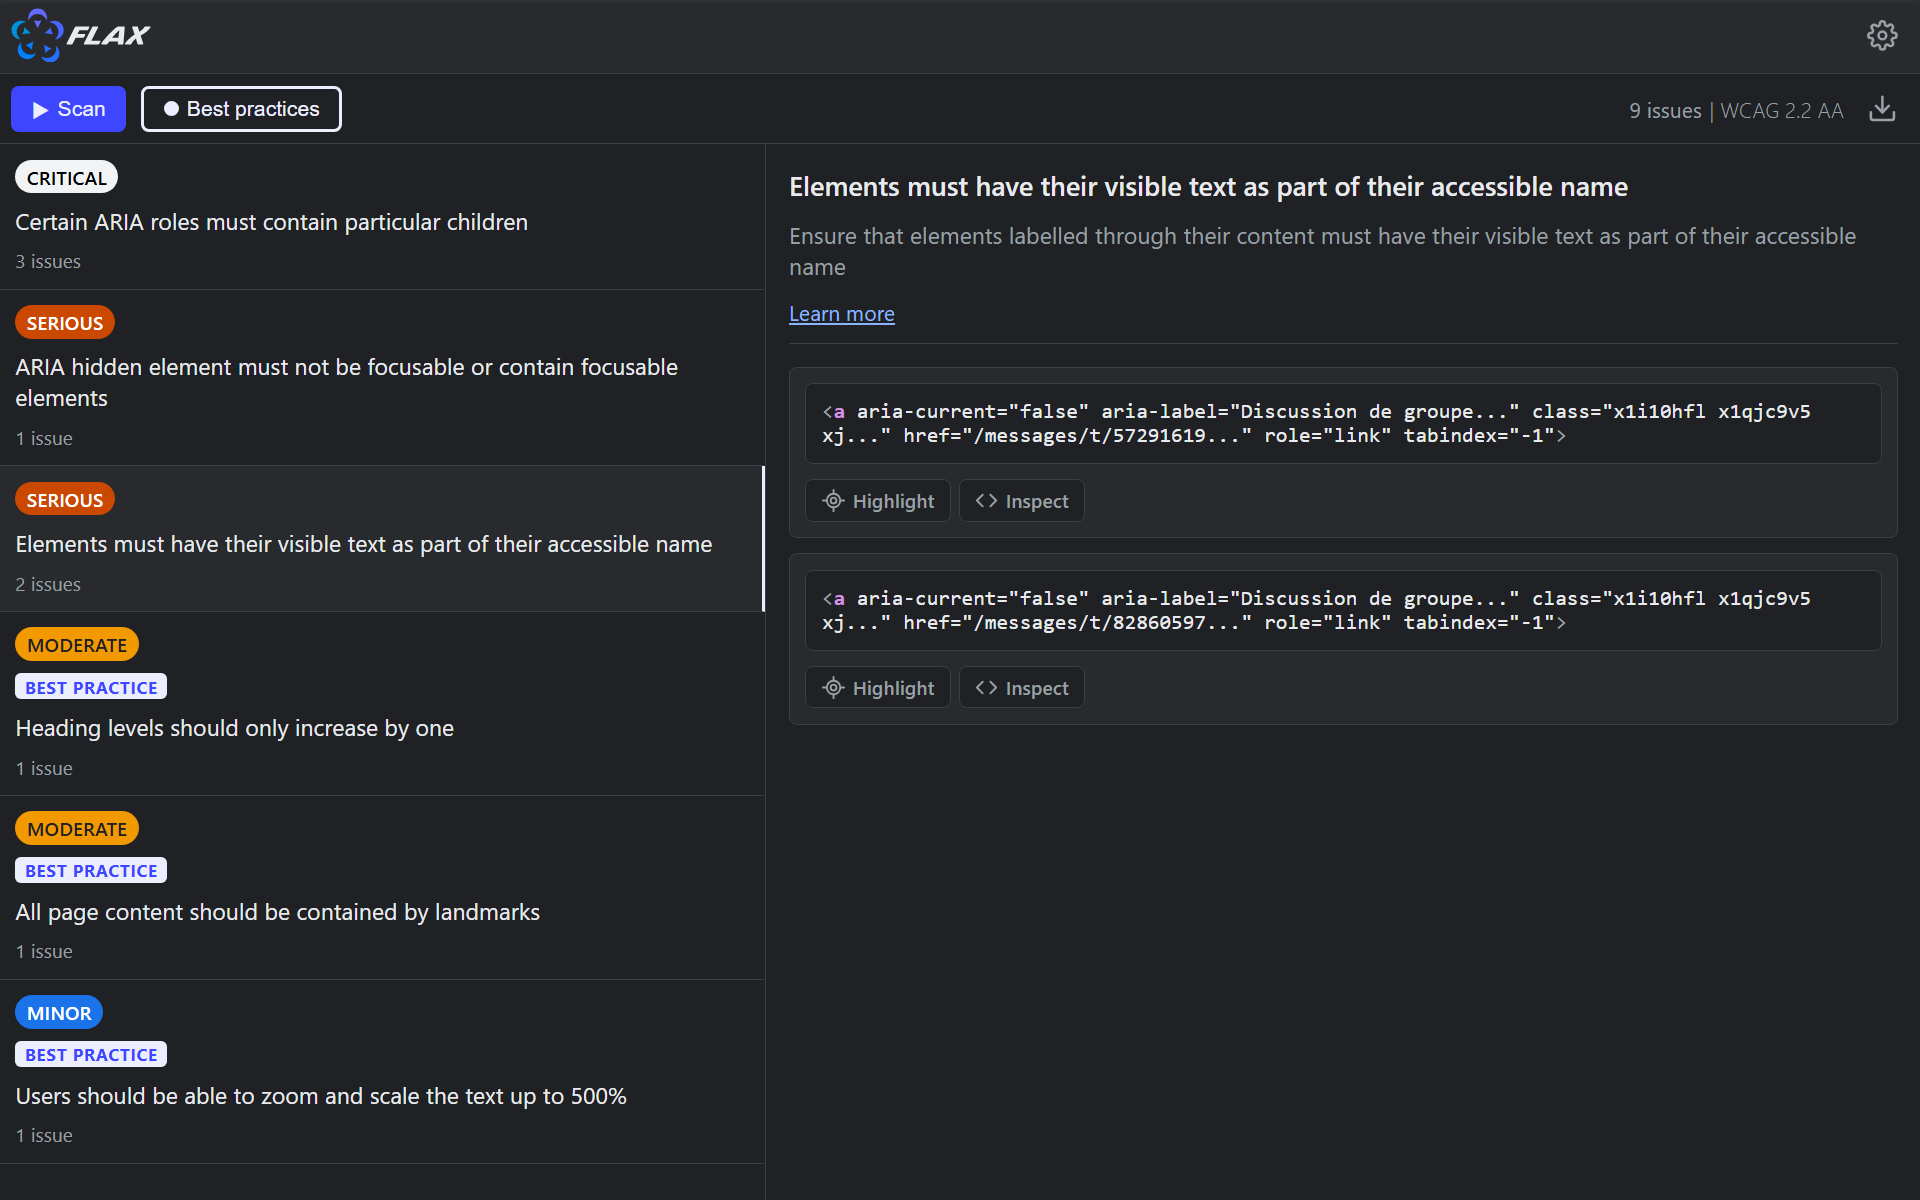 FLAX
Scan
Best practices
9 issues | WCAG 2.2 AA
CRITICAL
Certain ARIA roles must contain particular children
3 issues
SERIOUS
ARIA hidden element must not be focusable or contain focusable
elements
1 issue
SERIOUS
Elements must have their visible text as part of their accessible name
2 issues
MODERATE
BEST PRACTICE
Heading levels should only increase by one
1 issue
MODERATE
BEST PRACTICE
All page content should be contained by landmarks
1 issue
MINOR
BEST PRACTICE
Users should be able to zoom and scale the text up to 500%
1 issue
Elements must have their visible text as part of their accessible name
Ensure that elements labelled through their content must have their visible text as part of their accessible
name
Learn more
<a aria-current="false" aria-label="Discussion de groupe..." class="x1i10hfl x1qjc9v5
xj..." href="/messages/t/57291619..." role="link" tabindex="-1">
Highlight
Inspect
<a aria-current="false" aria-label="Discussion de groupe..." class="x1i10hfl x1qjc9v5
xj..." href="/messages/t/82860597..." role="link" tabindex="-1">
Highlight
Inspect